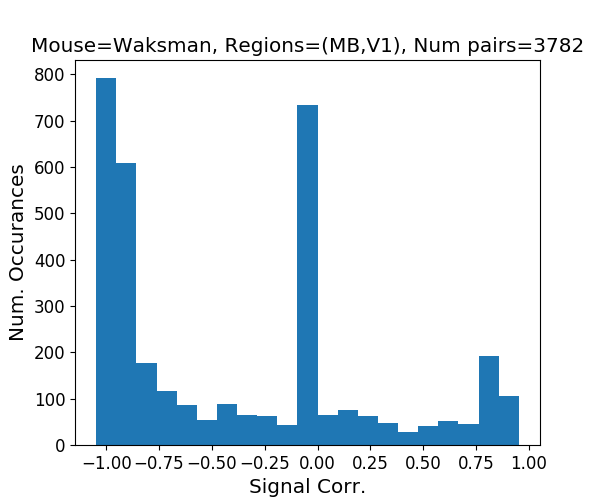 Mouse=Waksman, Regions=(MB,V1), Num pairs=3782
800
700
600
500
400
300
200
100
0
Num. Occurances
−1.00 −0.75 −0.50 −0.25 0.00 0.25 0.50 0.75 1.00
Signal Corr.